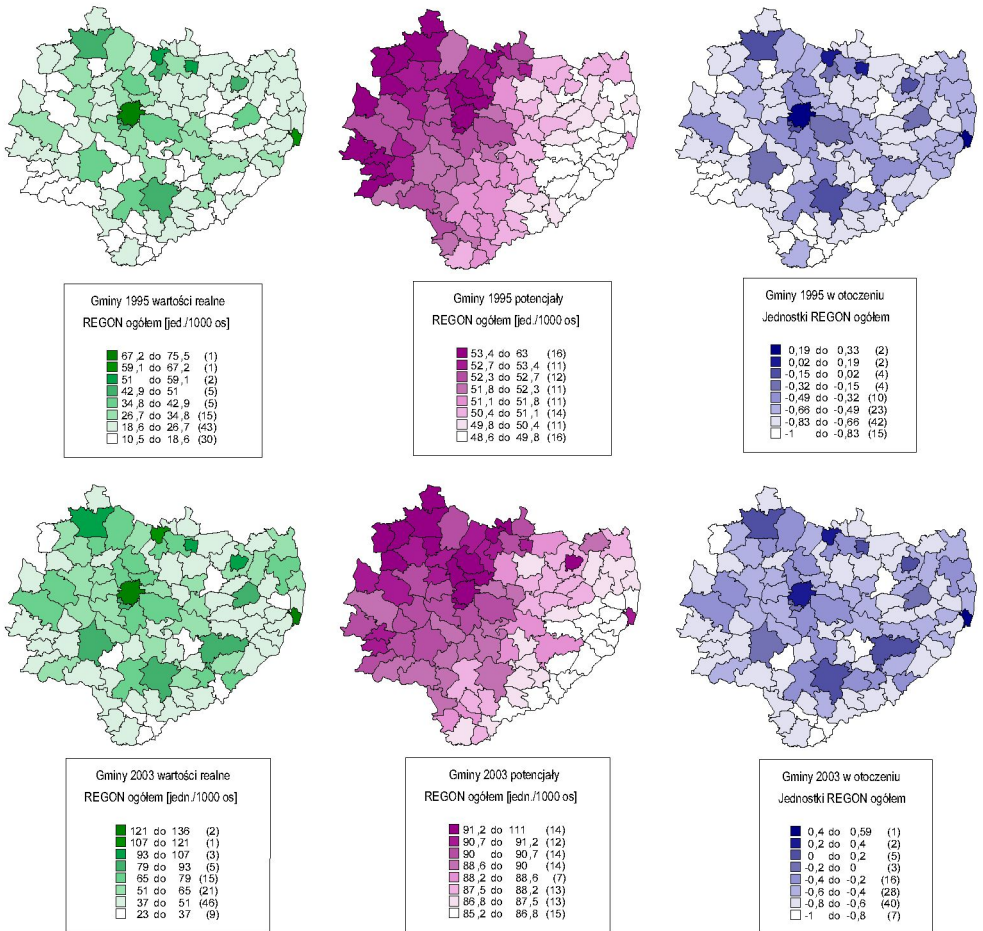 Gminy 1995 wartości realne
REGON ogółem [jed./1000 os]
67,2 do 75,5 (1)
59,1 do 67,2 (1)
51 do 59,1 (2)
42,9 do 51 (5)
34,8 do 42,9 (5)
26,7 do 34,8 (15)
18,6 do 26,7 (43)
10,5 do 18,6 (30)
Gminy 1995 potencjały
REGON ogółem [jed./1000 os]
53,4 do 63 (16)
52,7 do 53,4 (11)
52,3 do 52,7 (12)
51,8 do 52,3 (11)
51,1 do 51,8 (11)
50,4 do 51,1 (14)
49,8 do 50,4 (11)
48,6 do 49,8 (16)
Gminy 1995 w otoczeniu
Jednostki REGON ogółem
0,19 do 0,33 (2)
0,02 do 0,19 (2)
-0,15 do 0,02 (4)
-0,32 do -0,15 (4)
-0,49 do -0,32 (10)
-0,66 do -0,49 (23)
-0,83 do -0,66 (42)
-1 do -0,83 (15)
Gminy 2003 wartości realne
REGON ogółem [jedn./1000 os]
121 do 136 (2)
107 do 121 (1)
93 do 107 (3)
79 do 93 (5)
65 do 79 (15)
51 do 65 (21)
37 do 51 (46)
23 do 37 (9)
Gminy 2003 potencjały
REGON ogółem [jedn./1000 os]
91,2 do 111 (14)
90,7 do 91,2 (12)
90 do 90,7 (14)
88,6 do 90 (14)
88,2 do 88,6 (7)
87,5 do 88,2 (13)
86,8 do 87,5 (13)
85,2 do 86,8 (15)
Gminy 2003 w otoczeniu
Jednostki REGON ogółem
0,4 do 0,59 (1)
0,2 do 0,4 (2)
0 do 0,2 (5)
-0,2 do 0 (3)
-0,4 do -0,2 (16)
-0,6 do -0,4 (28)
-0,8 do -0,6 (40)
-1 do -0,8 (7)